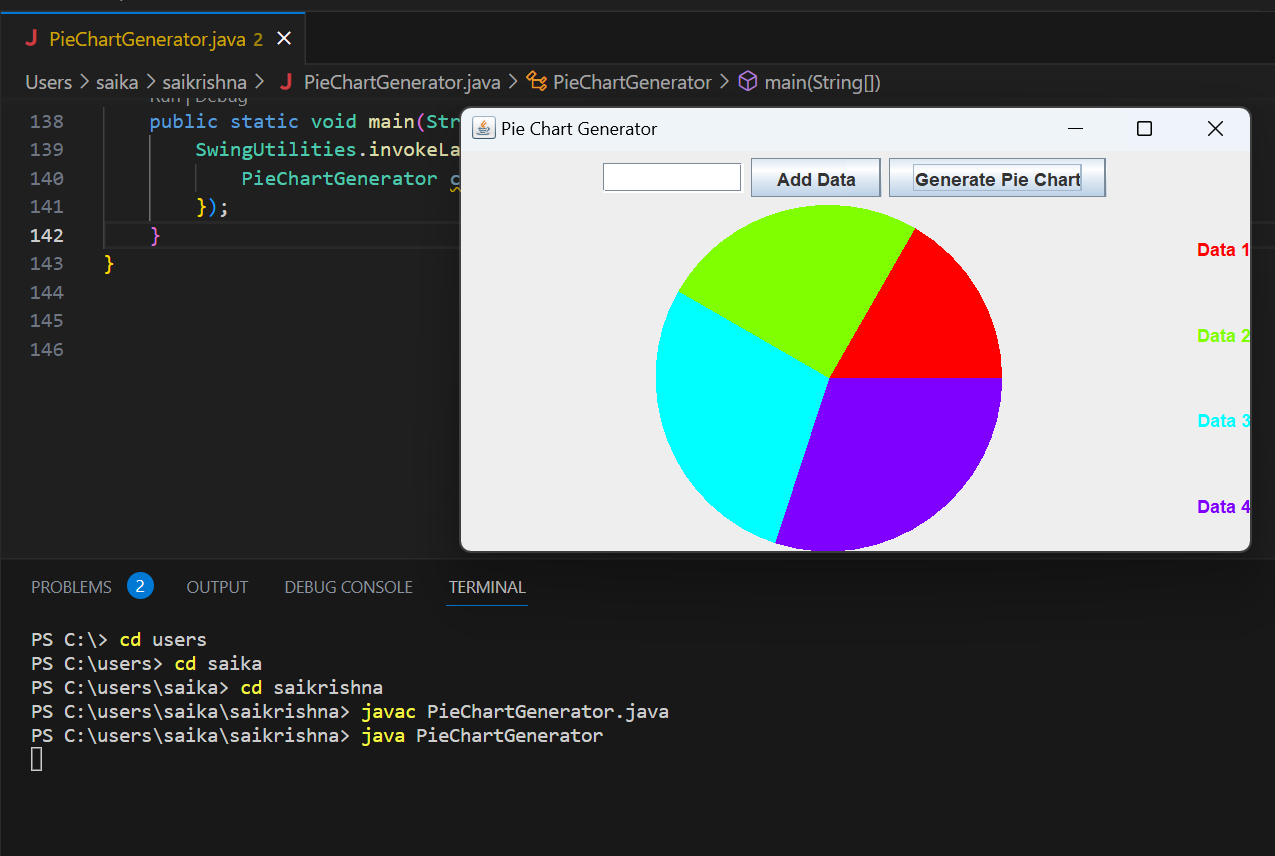 PieChartGenerator.java 2
Users > saika > saikrishna > PieChartGenerator.java > PieChartGenerator > main(String[])
Run | Debug
138 public static void main(Str
139 SwingUtilities.invokeLa
140 PieChartGenerator c
141 });
142 }
143 }
144
145
146
Pie Chart Generator
Add Data Generate Pie Chart
Data 1
Data 2
Data 3
Data 4
PROBLEMS 2 OUTPUT DEBUG CONSOLE TERMINAL
PS C:\> cd users
PS C:\users> cd saika
PS C:\users\saika> cd saikrishna
PS C:\users\saika\saikrishna> javac PieChartGenerator.java
PS C:\users\saika\saikrishna> java PieChartGenerator